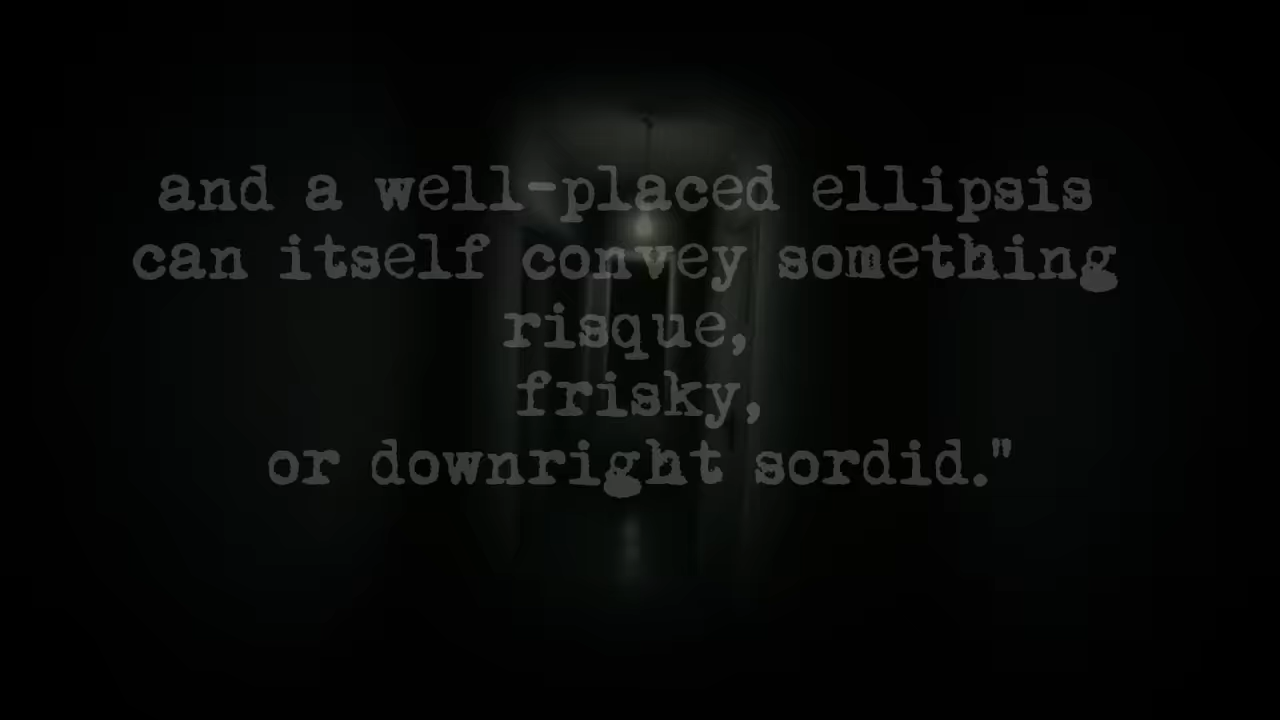 and a well-placed ellipsis
can itself convey something
risque,
frisky,
or downright sordid."